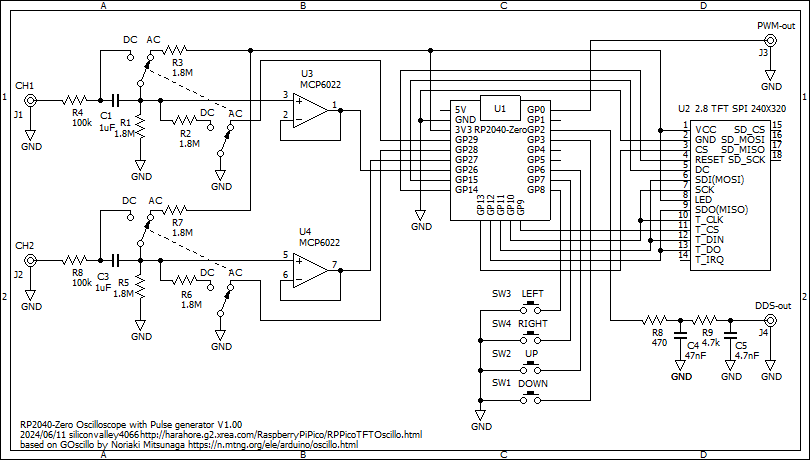 A B C D
PWM-out
J3
GND
DC AC
R3
1.8M
CH1
J1
GND
R4
100k
C1
1uF
R1
1.8M
GND
R2
1.8M
DC AC
GND
U3
MCP6022
3
2
1
1
1
U1
RP2040-Zero
5V
GND
3V3
GP29
GP28
GP27
GP26
GP15
GP14
GP13
GP12
GP11
GP10
GP9
GP0
GP1
GP2
GP3
GP4
GP5
GP6
GP7
GP8
GND
U2 2.8 TFT SPI 240X320
1 VCC
2 GND
3 CS
4 RESET
5 DC
6 SDI(MOSI)
7 SCK
8 LED
9 SDO(MISO)
10 T_CLK
11 T_CS
12 T_DIN
13 T_DO
14 T_IRQ
SD_CS 15
SD_MOSI 16
SD_MISO 17
SD_SCK 18
DC AC
R7
1.8M
CH2
J2
GND
R8
100k
C3
1uF
R5
1.8M
GND
R6
1.8M
DC AC
GND
U4
MCP6022
5
6
7
2
2
SW3 LEFT
SW4 RIGHT
SW2 UP
SW1 DOWN
GND
DDS-out
J4
R8
470
C4
47nF
GND
R9
4.7k
C5
4.7nF
GND
GND
RP2040-Zero Oscilloscope with Pulse generator V1.00
2024/06/11 siliconvalley4066 http://harahore.g2.xrea.com/RaspberryPiPico/RPPicoTFTOscillo.html
based on GOscillo by Noriaki Mitsunaga https://n.mtng.org/ele/arduino/oscillo.html
A B C D